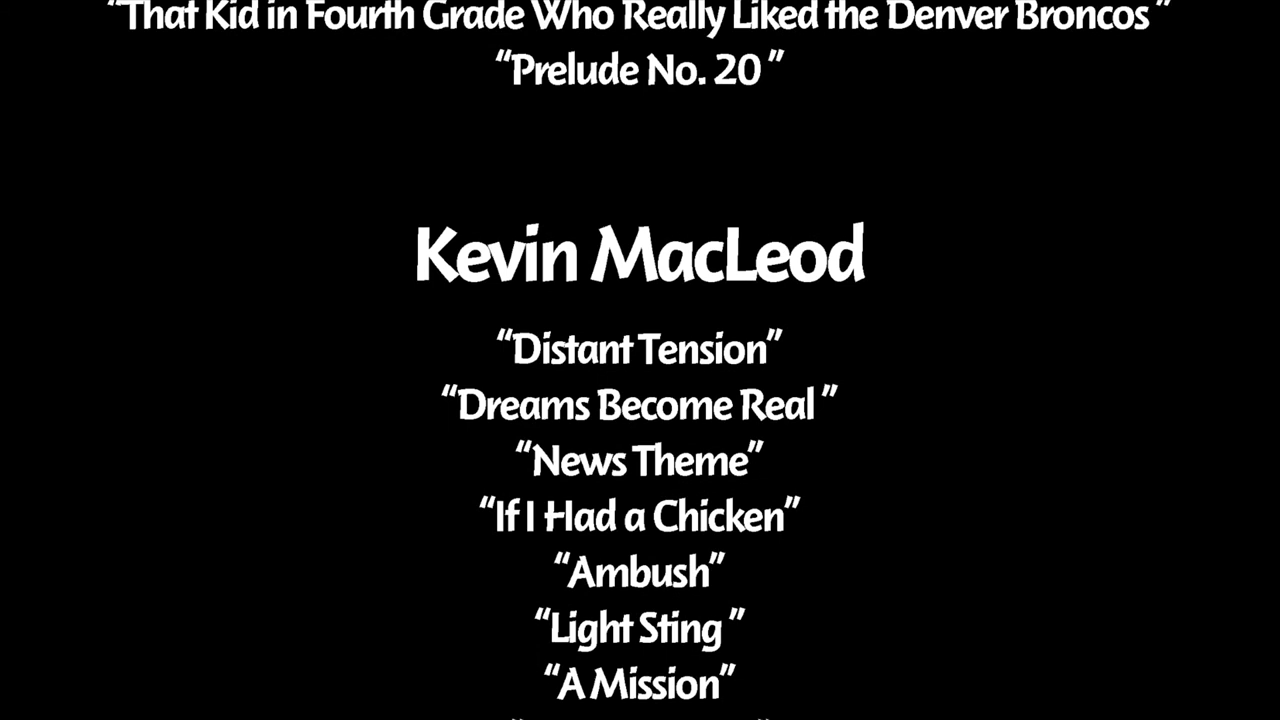 “That Kid in Fourth Grade Who Really Liked the Denver Broncos ”
“Prelude No. 20 ”
Kevin MacLeod
“Distant Tension”
“Dreams Become Real ”
“News Theme”
“If I Had a Chicken”
“Ambush”
“Light Sting ”
“A Mission”